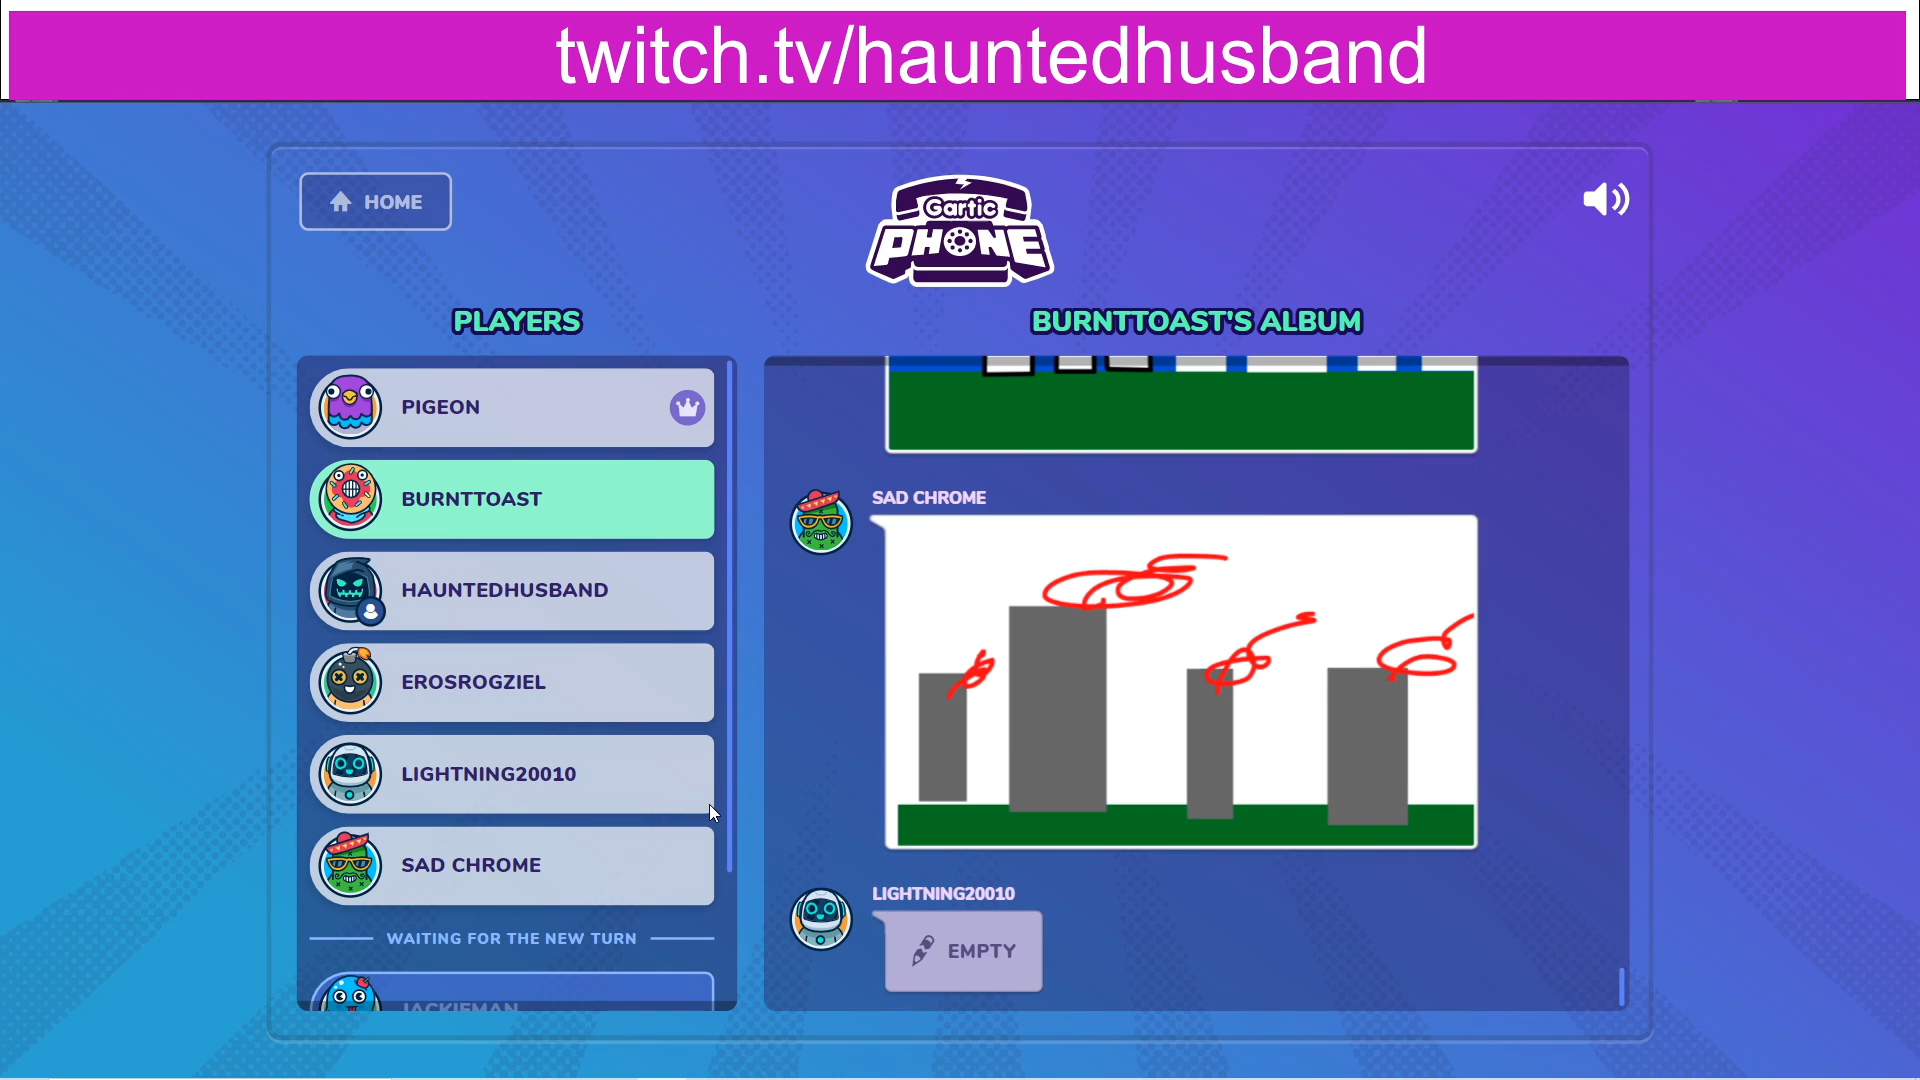 twitch.tv/hauntedhusband
HOME
Gartic
PHONE
PLAYERS
BURNTTOAST'S ALBUM
PIGEON
BURNTTOAST
HAUNTEDHUSBAND
EROSROGZIEL
LIGHTNING20010
SAD CHROME
WAITING FOR THE NEW TURN
JACKIEMAN
SAD CHROME
LIGHTNING20010
EMPTY